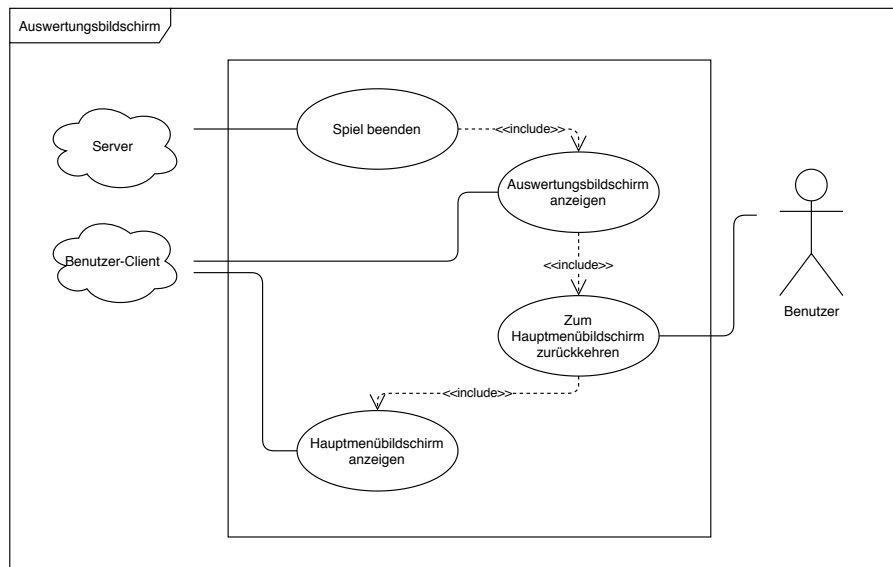 Auswertungsbildschirm
Server
Spiel beenden
<<include>>
Auswertungsbildschirm
anzeigen
Benutzer-Client
<<include>>
Zum
Hauptmenübildschirm
zurückkehren
Benutzer
<<include>>
Hauptmenübildschirm
anzeigen